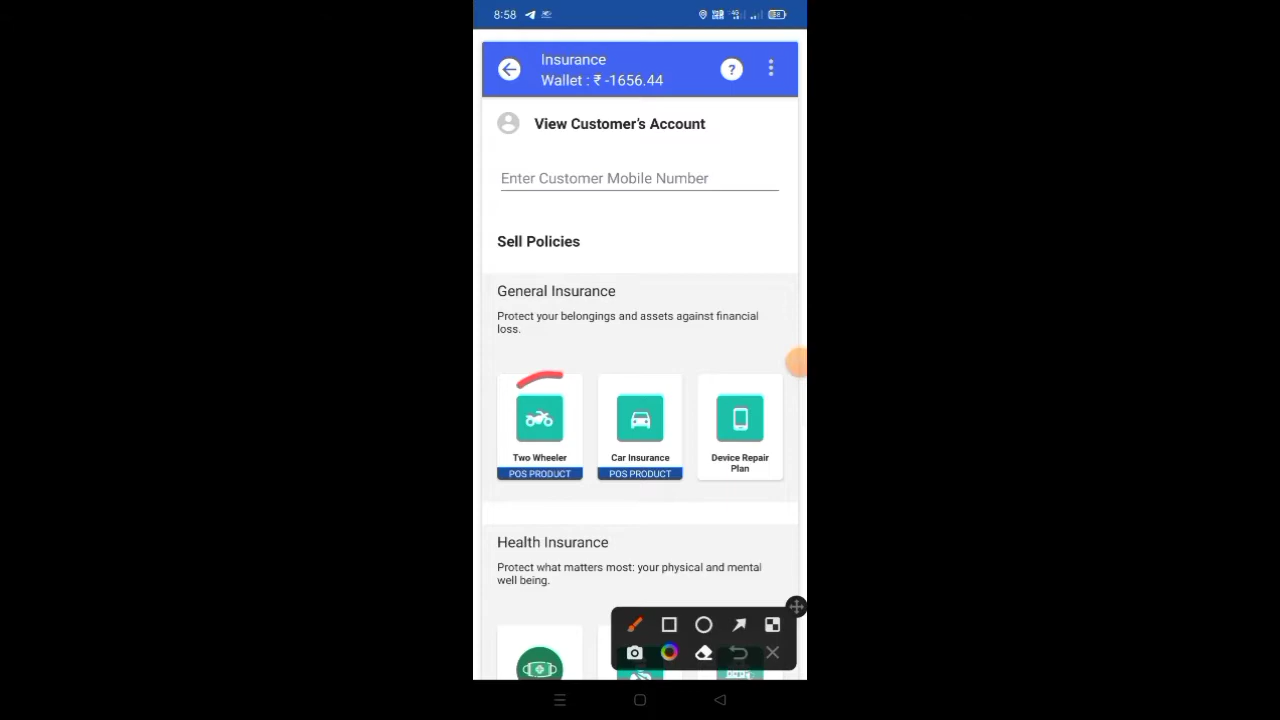 8:58
Insurance
Wallet : ₹ -1656.44
?
View Customer's Account
Enter Customer Mobile Number
Sell Policies
General Insurance
Protect your belongings and assets against financial
loss.
Two Wheeler
POS PRODUCT
Car Insurance
POS PRODUCT
Device Repair
Plan
Health Insurance
Protect what matters most: your physical and mental
well being.